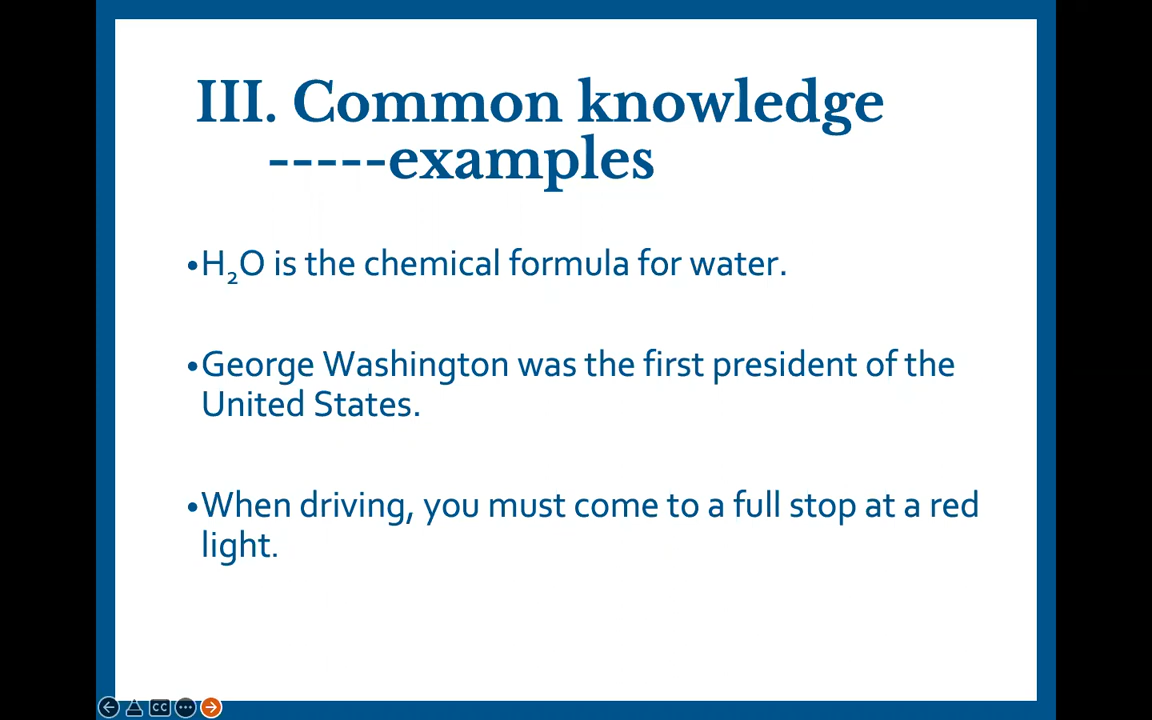 III. Common knowledge
-----examples
•H₂O is the chemical formula for water.
•George Washington was the first president of the
United States.
•When driving, you must come to a full stop at a red
light.
CC